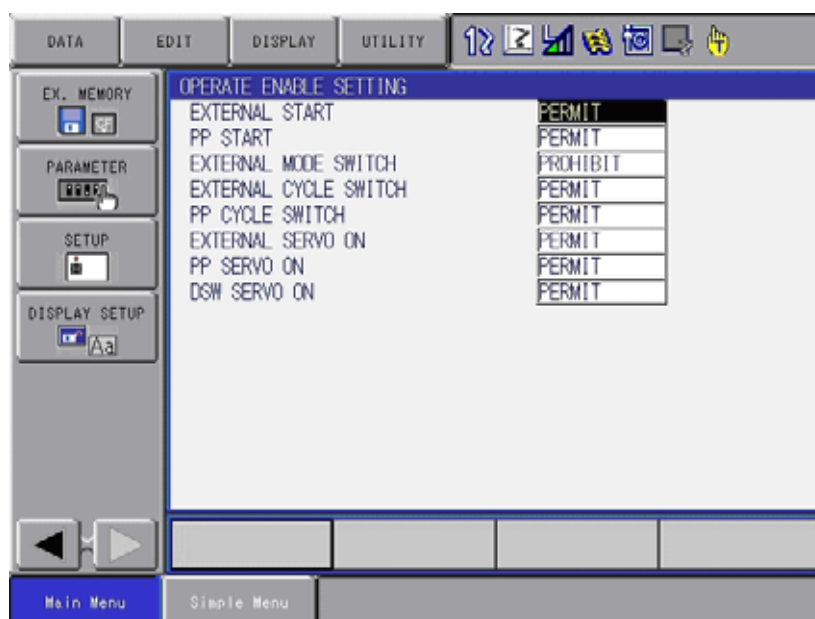 DATA EDIT DISPLAY UTILITY
EX. MEMORY
CF
PARAMETER
SETUP
DISPLAY SETUP
Aa
OPERATE ENABLE SETTING
EXTERNAL START PERMIT
PP START PERMIT
EXTERNAL MODE SWITCH PROHIBIT
EXTERNAL CYCLE SWITCH PERMIT
PP CYCLE SWITCH PERMIT
EXTERNAL SERVO ON PERMIT
PP SERVO ON PERMIT
DSW SERVO ON PERMIT
Main Menu Simple Menu